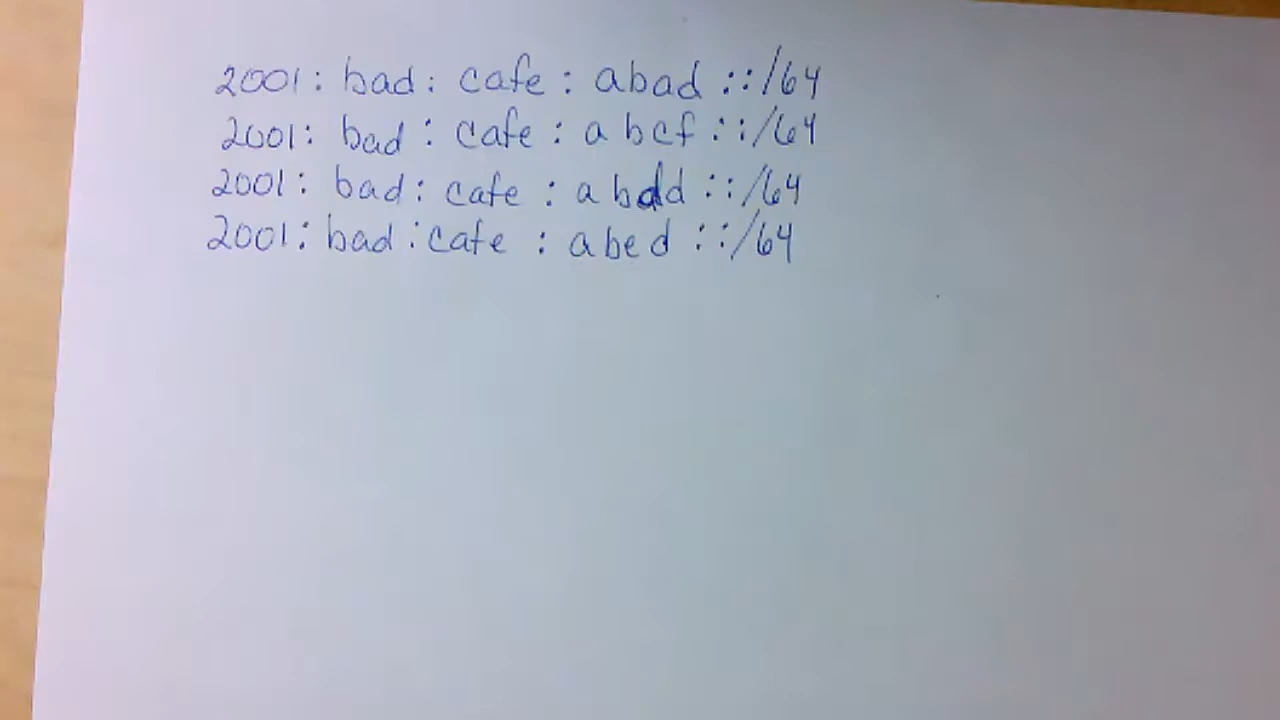 2001: bad: cafe: abad ::/64
2001: bad: cafe: abcf ::/64
2001: bad: cafe: abdd ::/64
2001: bad: cafe: abed ::/64